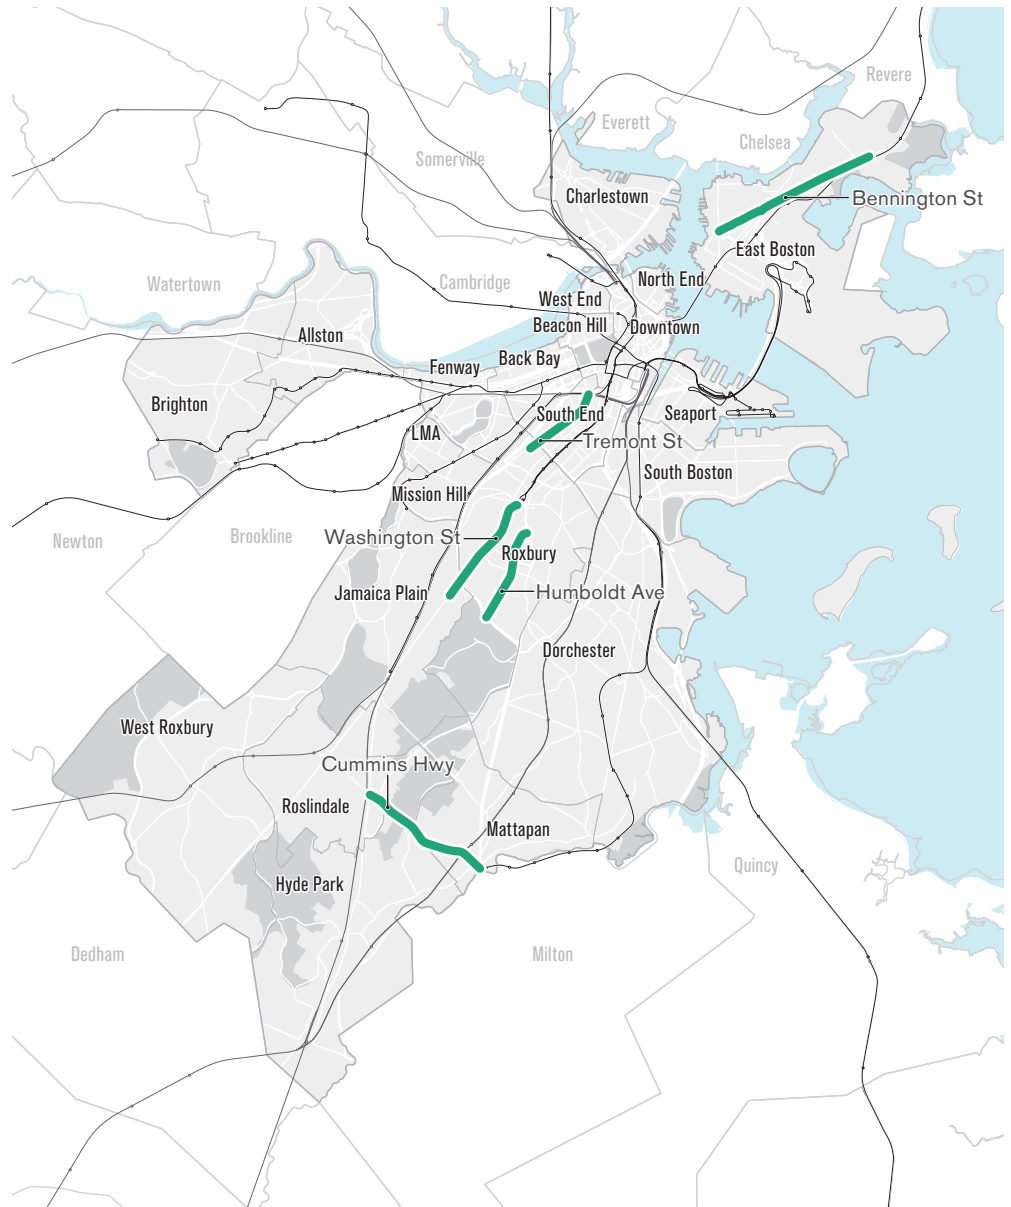 Revere
Everett
Chelsea
Somerville
Charlestown
Bennington St
East Boston
Watertown
Cambridge
North End
West End
Beacon Hill
Downtown
Allston
Back Bay
Fenway
Brighton
South End
Seaport
LMA
Tremont St
South Boston
Mission Hill
Newton
Brookline
Washington St
Roxbury
Jamaica Plain
Humboldt Ave
Dorchester
West Roxbury
Cummins Hwy
Roslindale
Mattapan
Quincy
Hyde Park
Dedham
Milton